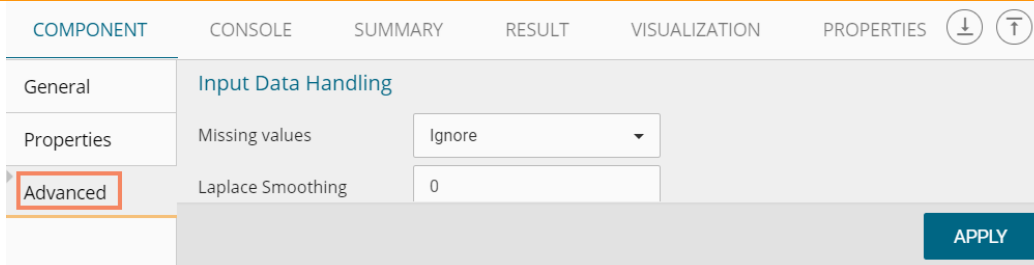 COMPONENT CONSOLE SUMMARY RESULT VISUALIZATION PROPERTIES
General
Input Data Handling
Properties
Missing values Ignore
Advanced
Laplace Smoothing 0
APPLY